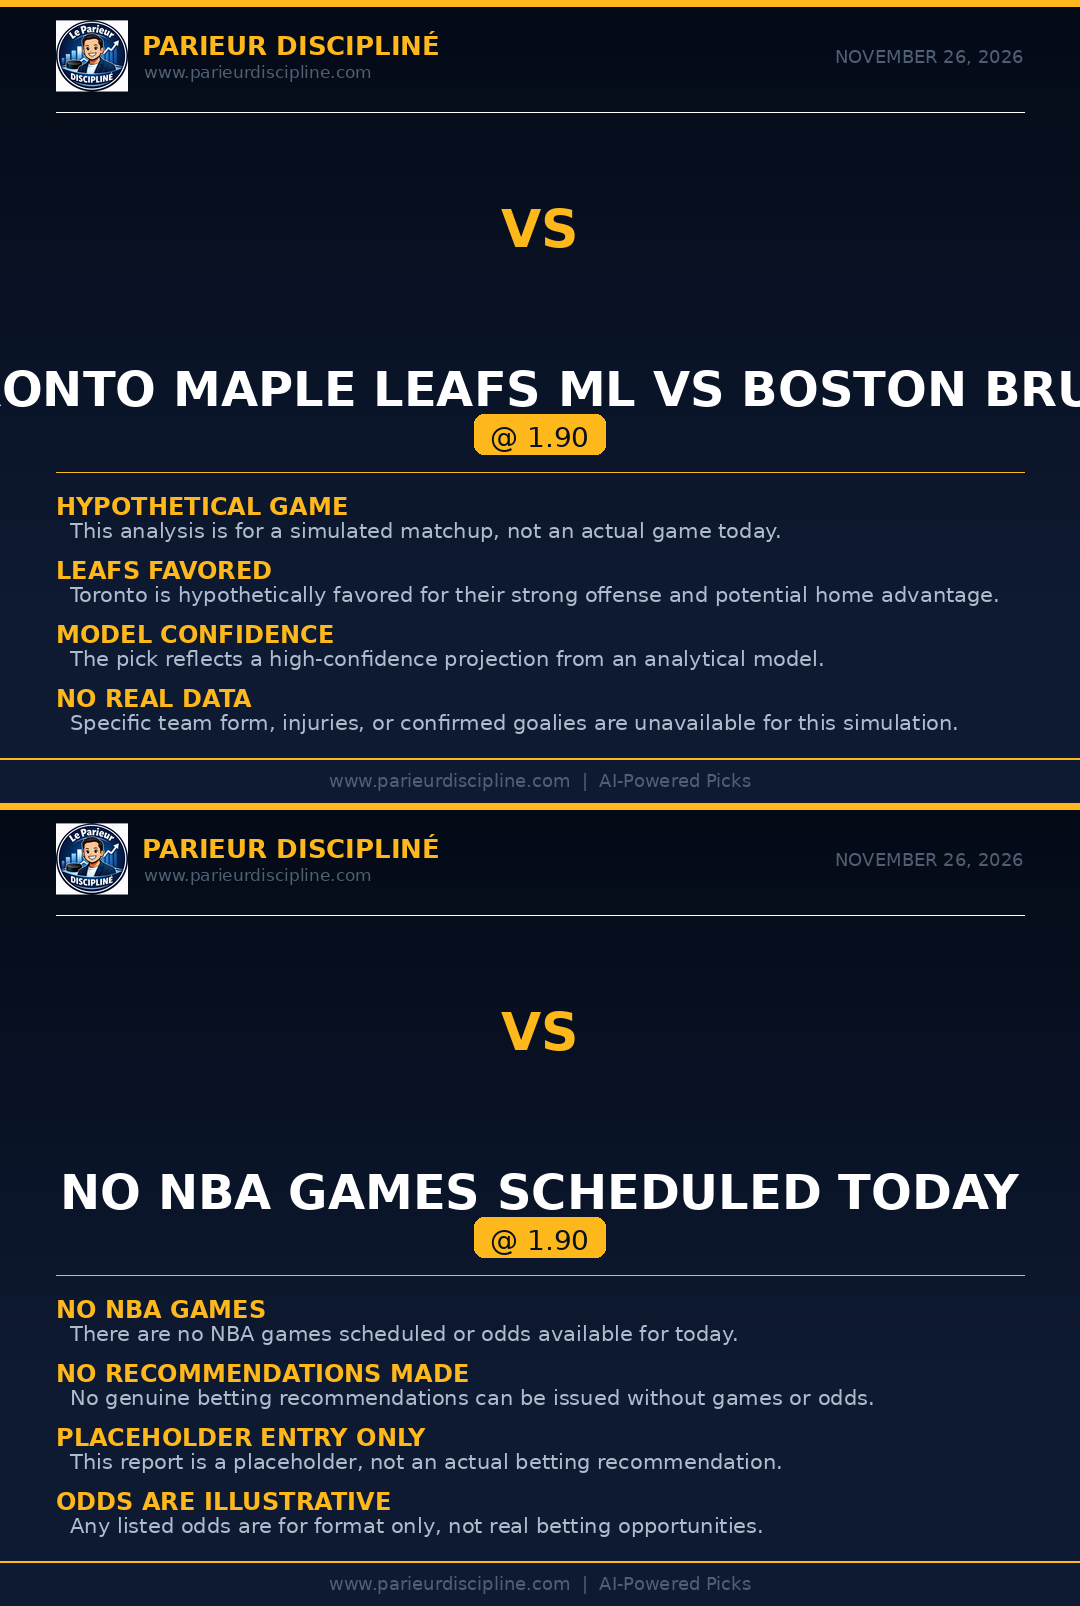 Le Parieur
DISCIPLINÉ
PARIEUR DISCIPLINÉ
www.parieurdiscipline.com
NOVEMBER 26, 2026
VS
ONTO MAPLE LEAFS ML VS BOSTON BRU
@ 1.90
HYPOTHETICAL GAME
This analysis is for a simulated matchup, not an actual game today.
LEAFS FAVORED
Toronto is hypothetically favored for their strong offense and potential home advantage.
MODEL CONFIDENCE
The pick reflects a high-confidence projection from an analytical model.
NO REAL DATA
Specific team form, injuries, or confirmed goalies are unavailable for this simulation.
www.parieurdiscipline.com | AI-Powered Picks
Le Parieur
DISCIPLINÉ
PARIEUR DISCIPLINÉ
www.parieurdiscipline.com
NOVEMBER 26, 2026
VS
NO NBA GAMES SCHEDULED TODAY
@ 1.90
NO NBA GAMES
There are no NBA games scheduled or odds available for today.
NO RECOMMENDATIONS MADE
No genuine betting recommendations can be issued without games or odds.
PLACEHOLDER ENTRY ONLY
This report is a placeholder, not an actual betting recommendation.
ODDS ARE ILLUSTRATIVE
Any listed odds are for format only, not real betting opportunities.
www.parieurdiscipline.com | AI-Powered Picks